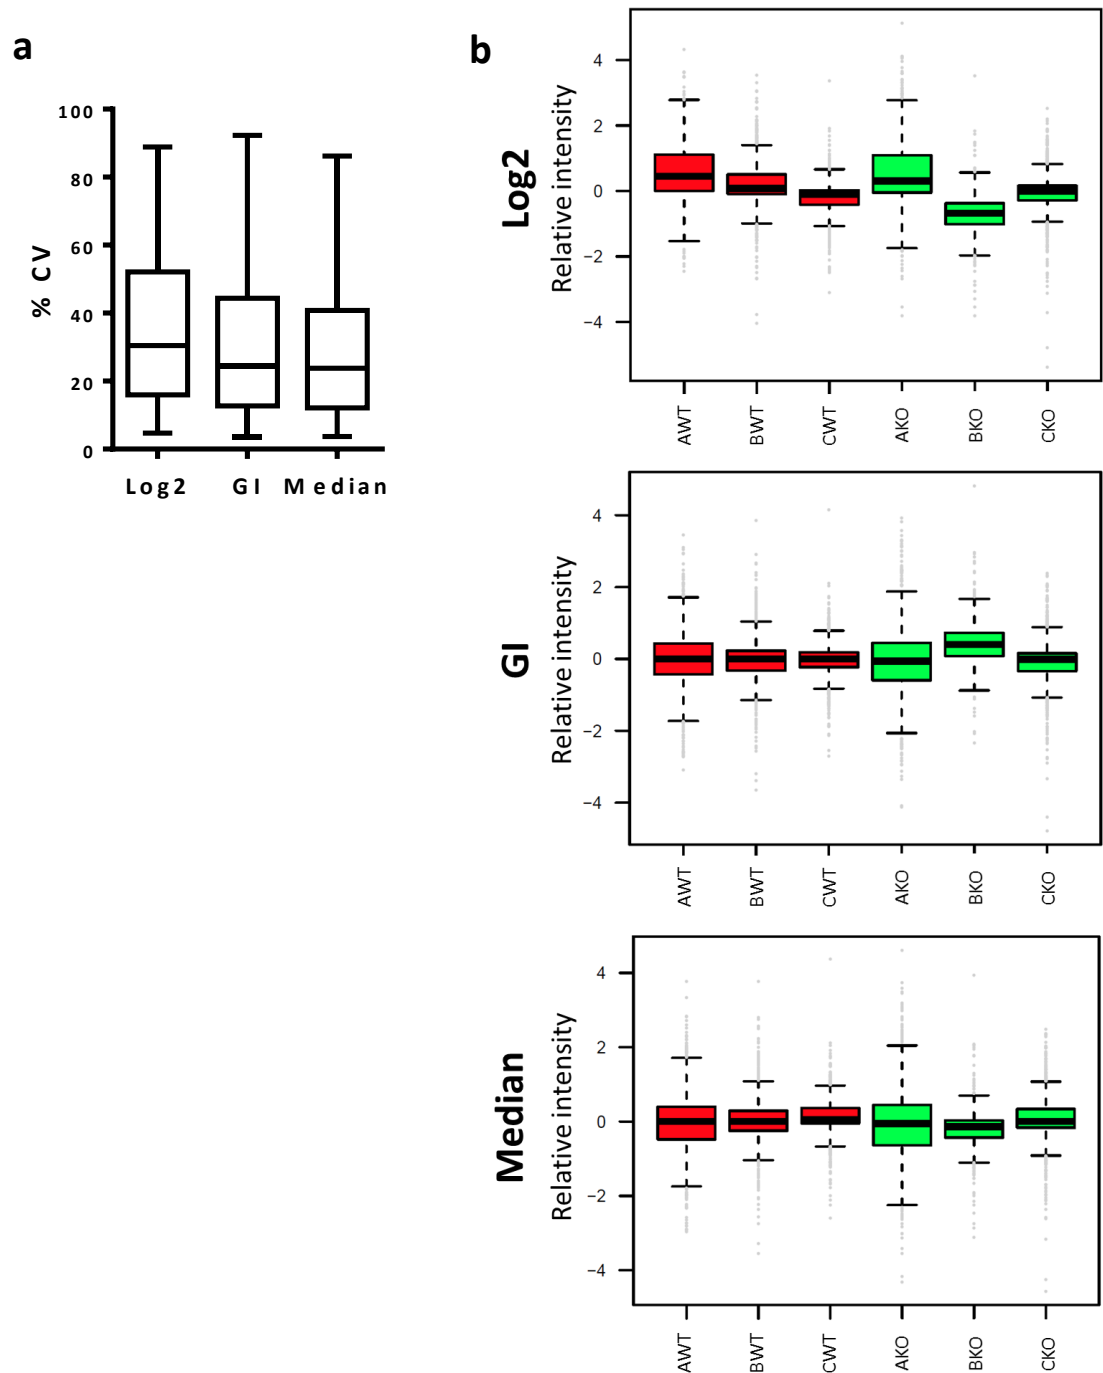 a
100
80
60
40
20
0
% CV
Log2 GI Median
b
Log2
Relative intensity
4
2
0
−2
−4
AWT BWT CWT AKO BKO CKO
GI
Relative intensity
4
2
0
−2
−4
AWT BWT CWT AKO BKO CKO
Median
Relative intensity
4
2
0
−2
−4
AWT BWT CWT AKO BKO CKO